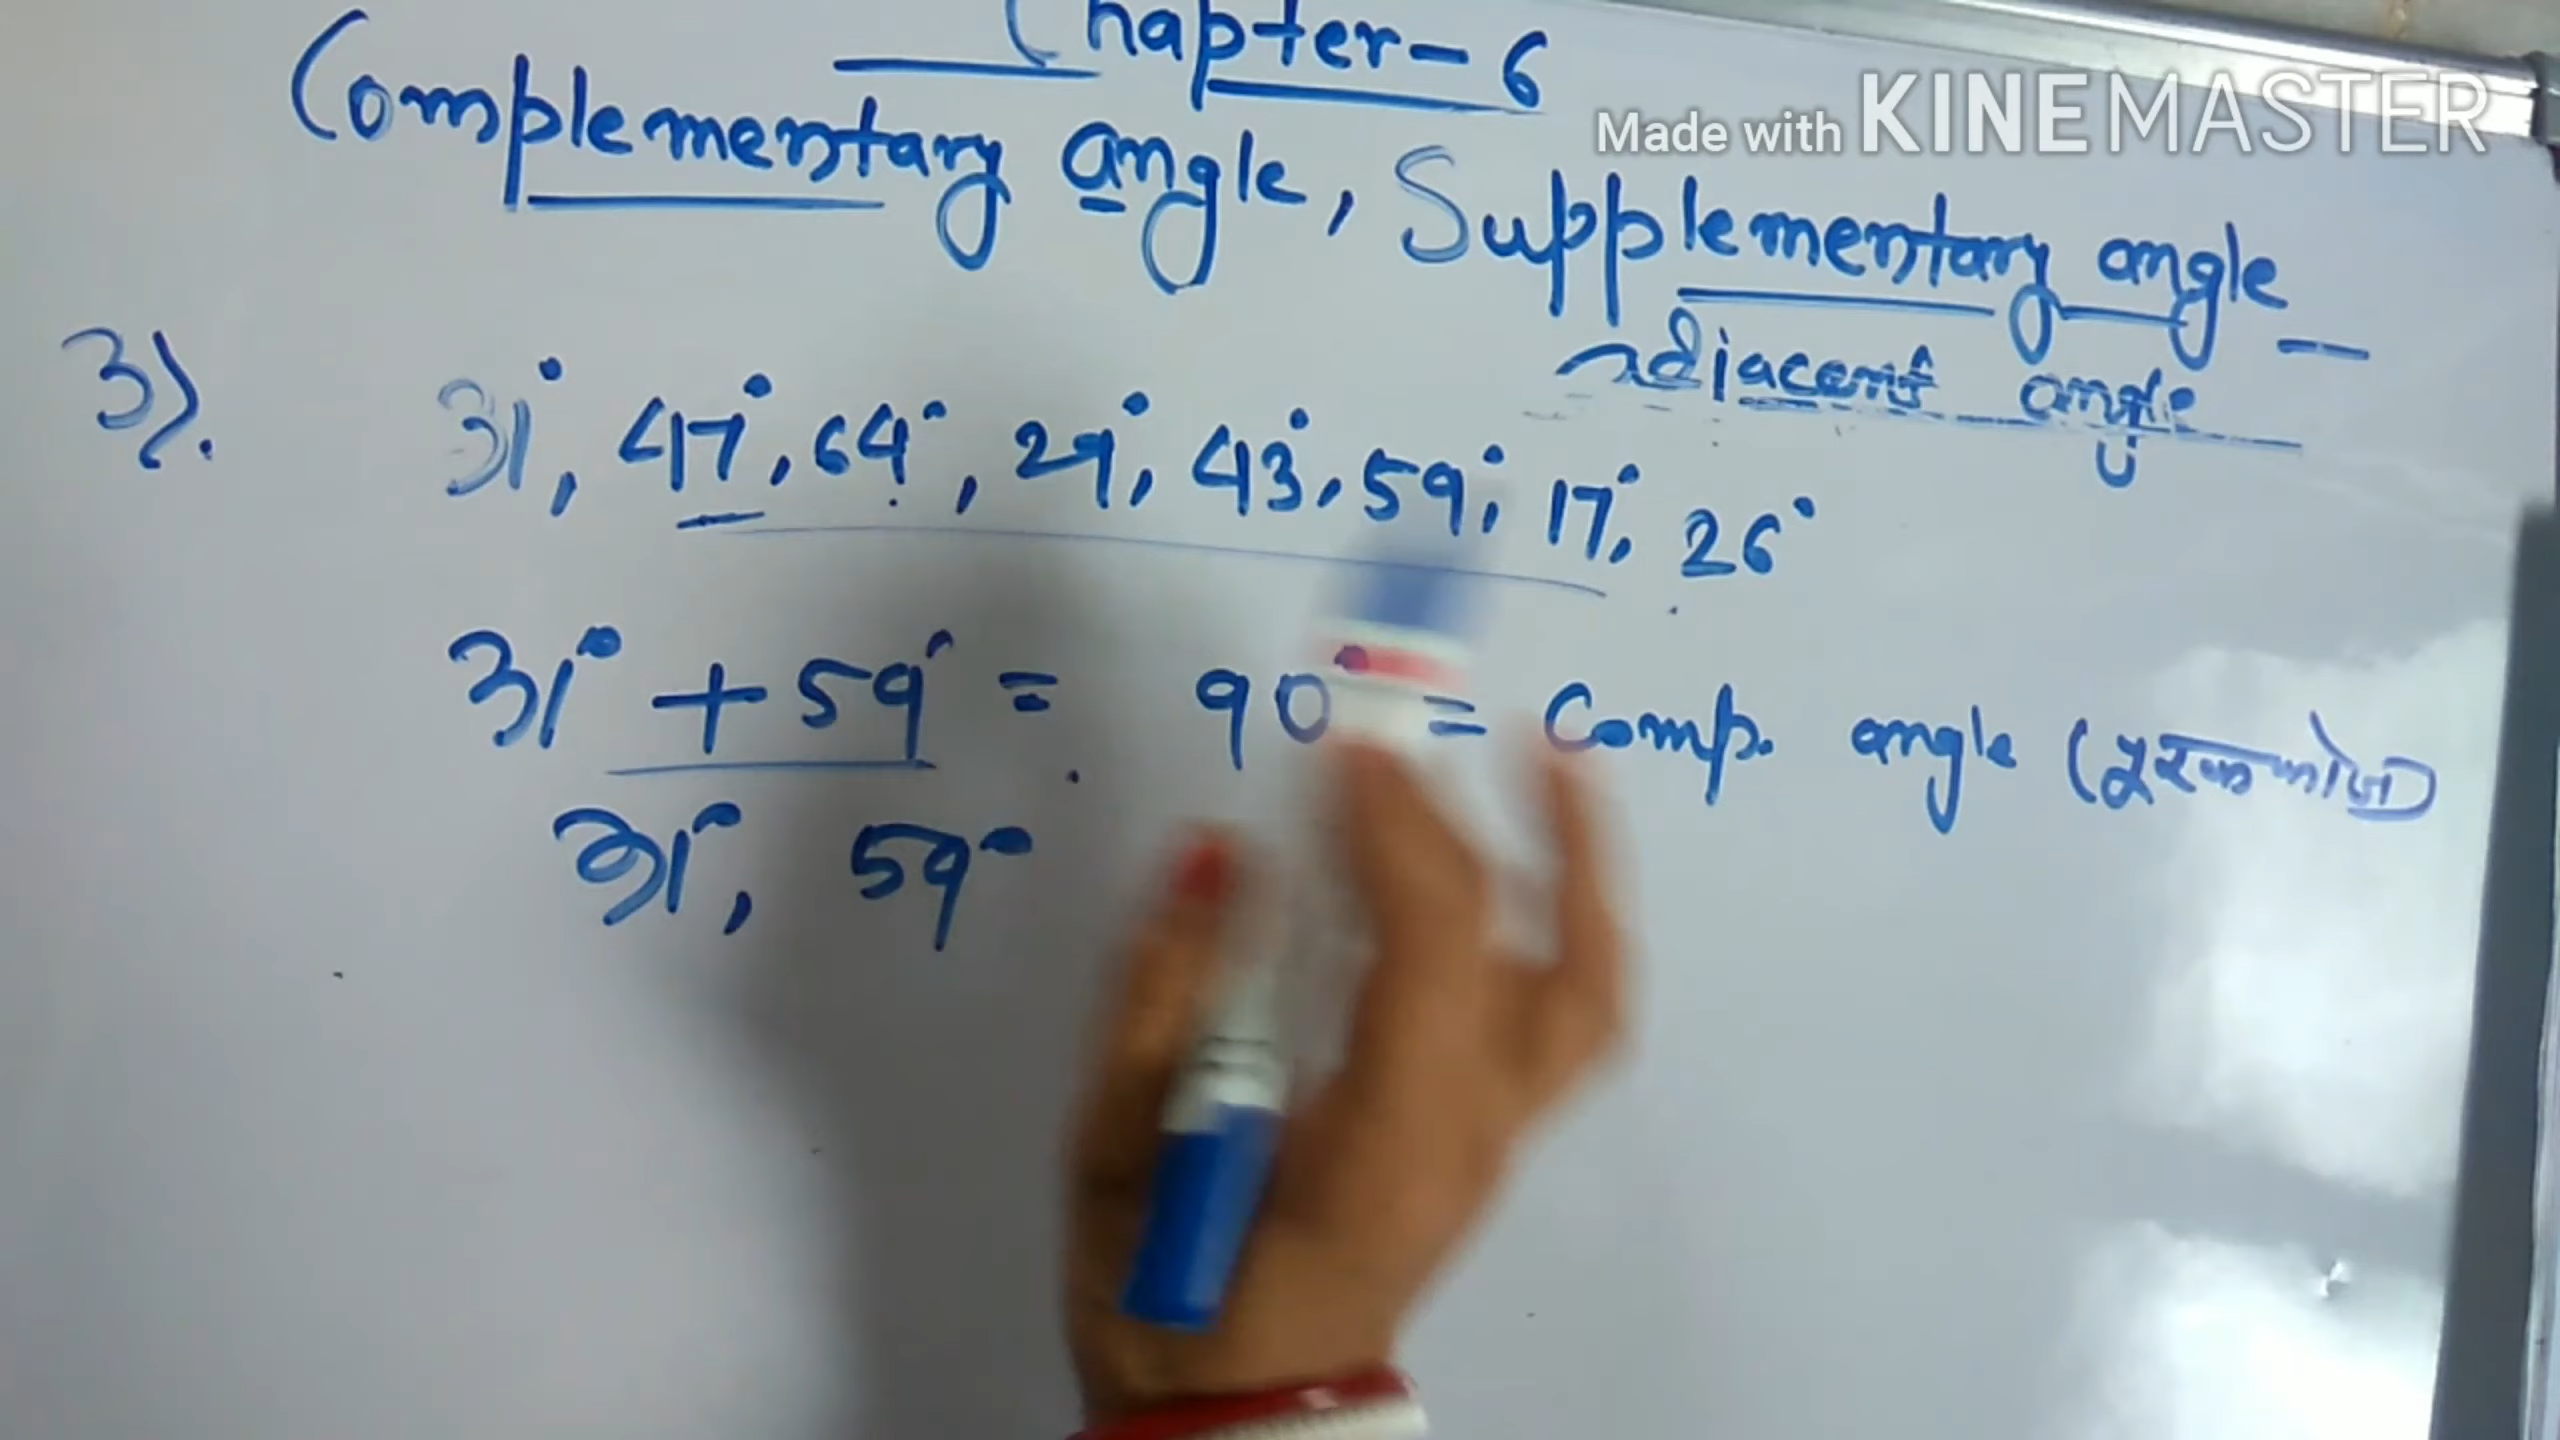 Chapter-6
Made with KINEMASTER
Complementary angle, Supplementary angle -
adjacent angle
3). 31°, 47°, 64°, 29°, 43°, 59°, 17°, 26°
31° + 59° = 90° = Comp. angle (पूरक कोण)
31°, 59°